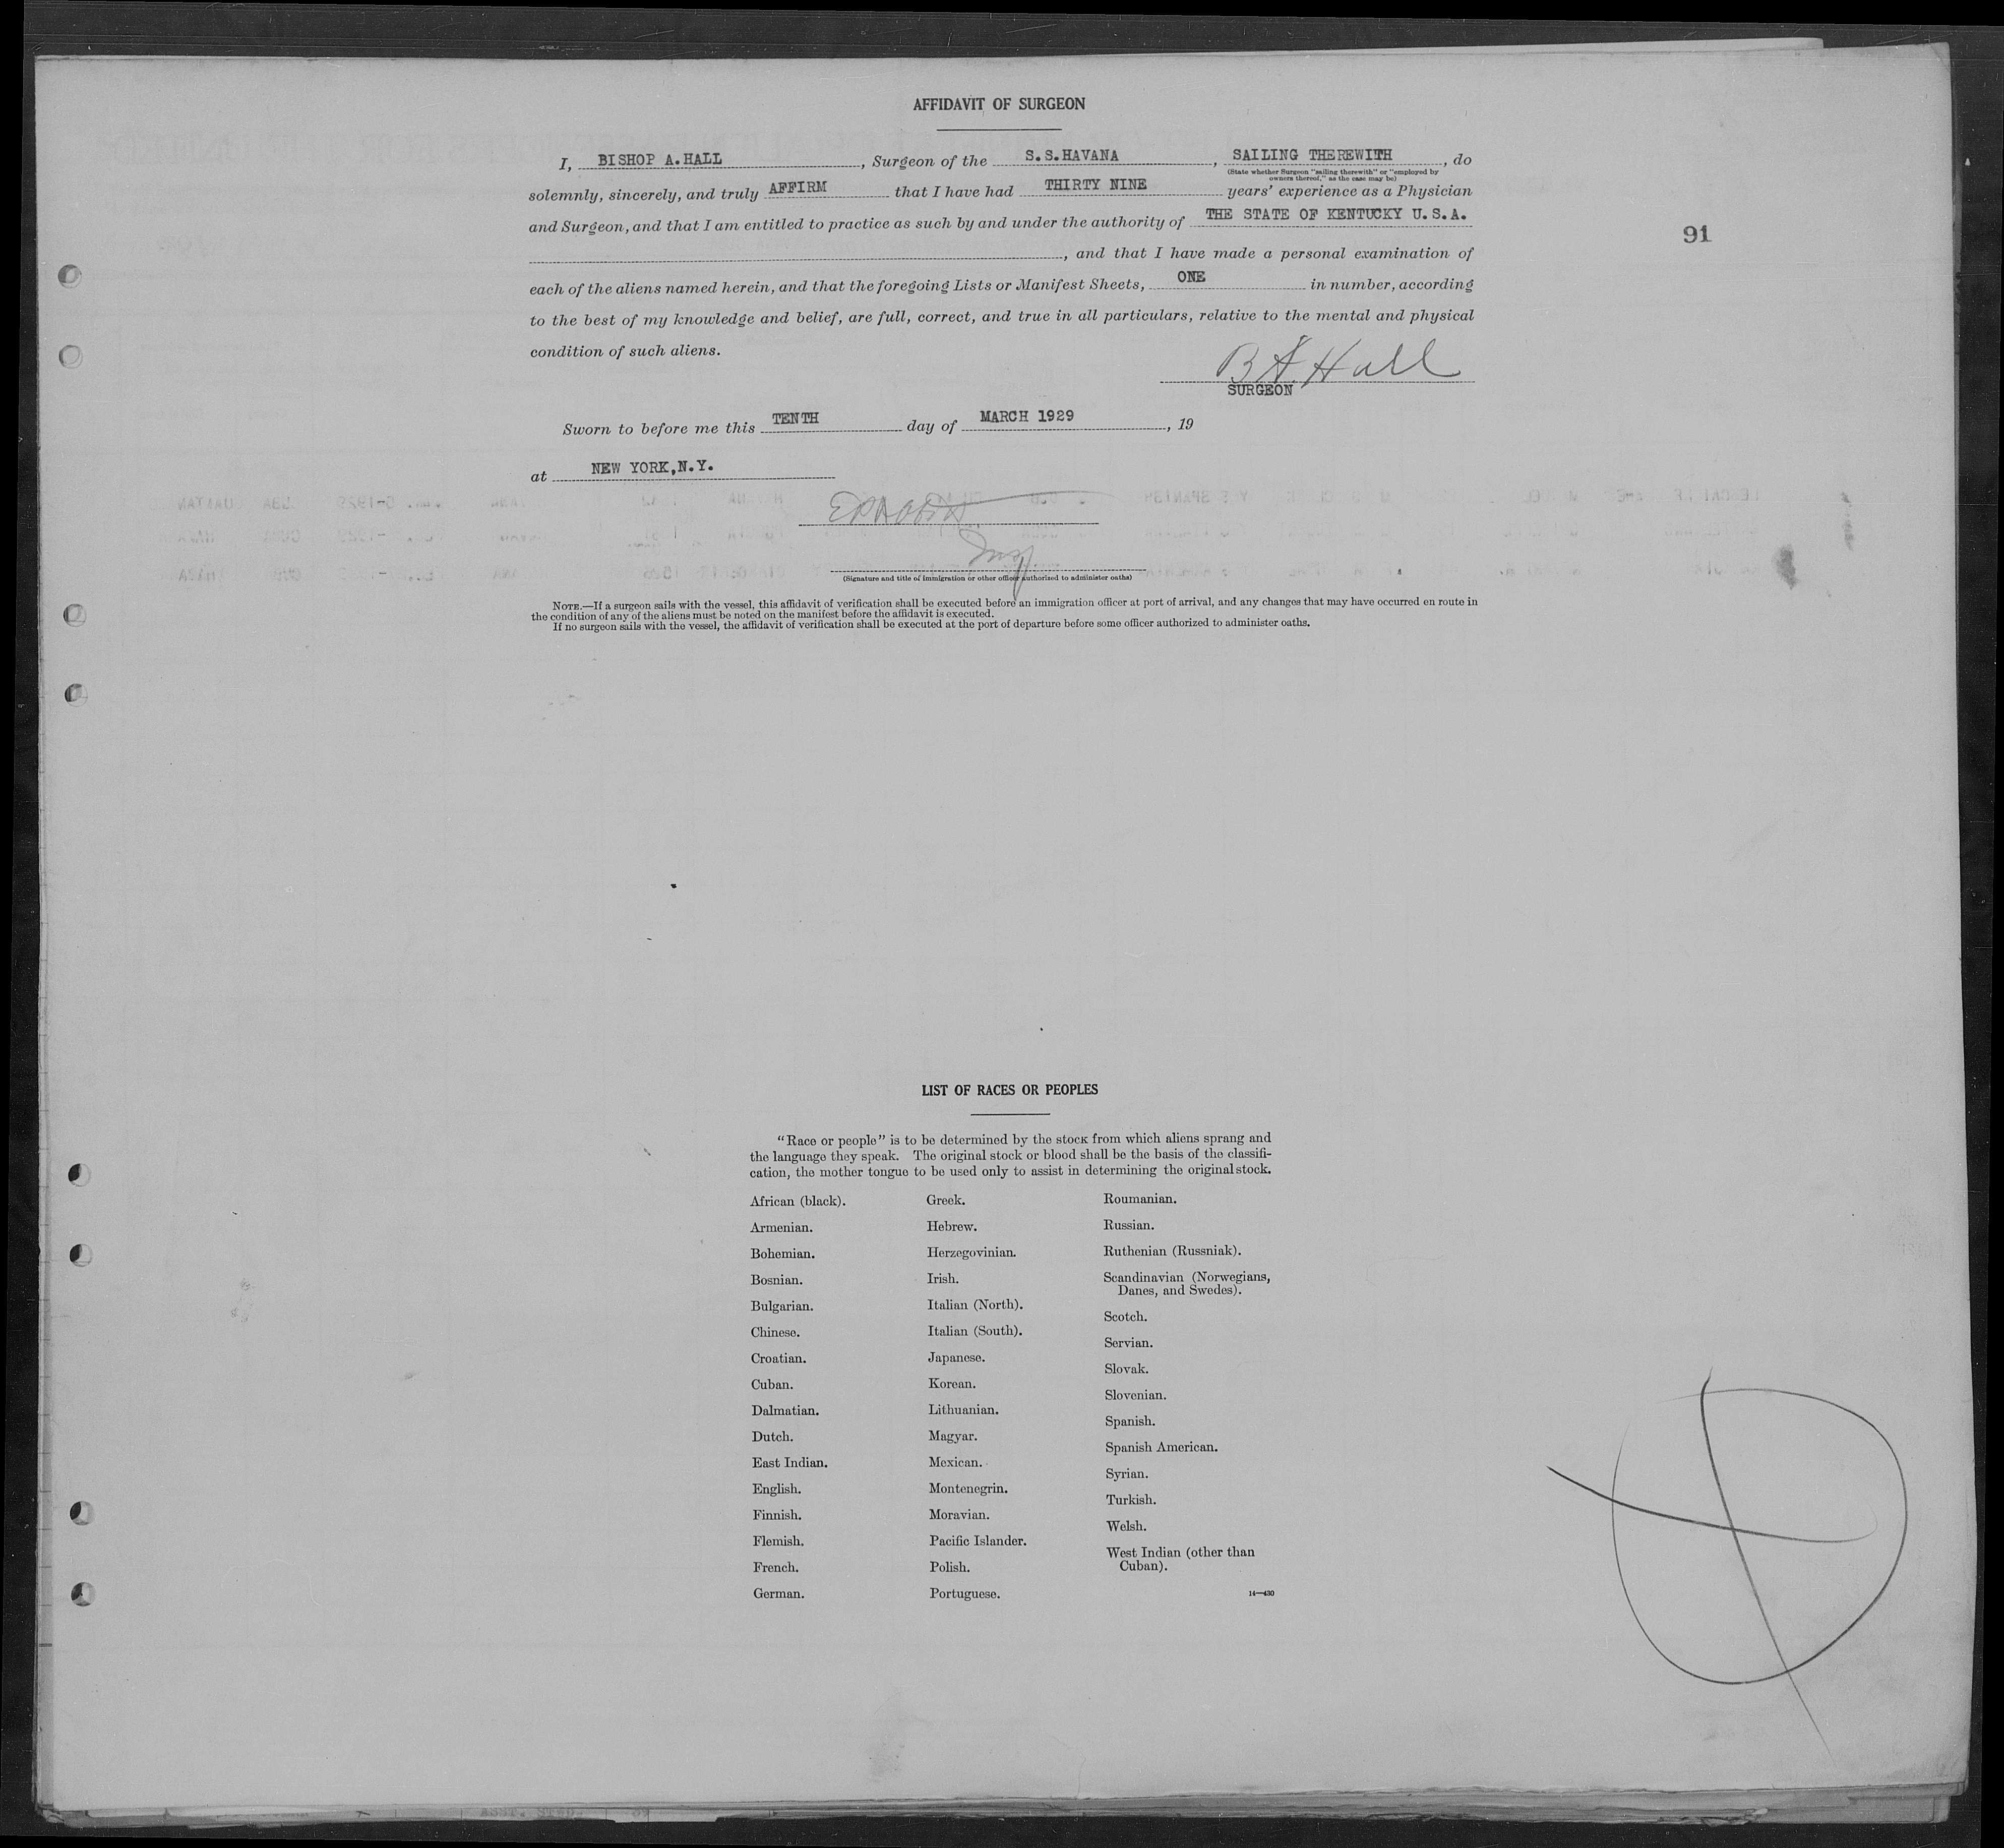 AFFIDAVIT OF SURGEON
I, BISHOP A. HALL, Surgeon of the S.S. HAVANA, SAILING THEREWITH, do
(State whether Surgeon "sailing therewith" or "employed by
owners thereof," as the case may be)
solemnly, sincerely, and truly AFFIRM that I have had THIRTY NINE years' experience as a Physician
and Surgeon, and that I am entitled to practice as such by and under the authority of THE STATE OF KENTUCKY U.S.A.
91
, and that I have made a personal examination of
each of the aliens named herein, and that the foregoing Lists or Manifest Sheets, ONE in number, according
to the best of my knowledge and belief, are full, correct, and true in all particulars, relative to the mental and physical
condition of such aliens.
B A. Hall
SURGEON
Sworn to before me this TENTH day of MARCH 1929, 19
at NEW YORK, N.Y.
Insp
(Signature and title of immigration or other officer authorized to administer oaths)
NOTE.—If a surgeon sails with the vessel, this affidavit of verification shall be executed before an immigration officer at port of arrival, and any changes that may have occurred en route in
the condition of any of the aliens must be noted on the manifest before the affidavit is executed.
If no surgeon sails with the vessel, the affidavit of verification shall be executed at the port of departure before some officer authorized to administer oaths.
LIST OF RACES OR PEOPLES
"Race or people" is to be determined by the stock from which aliens sprang and
the language they speak. The original stock or blood shall be the basis of the classifi-
cation, the mother tongue to be used only to assist in determining the original stock.
African (black).
Armenian.
Bohemian.
Bosnian.
Bulgarian.
Chinese.
Croatian.
Cuban.
Dalmatian.
Dutch.
East Indian.
English.
Finnish.
Flemish.
French.
German.
Greek.
Hebrew.
Herzegovinian.
Irish.
Italian (North).
Italian (South).
Japanese.
Korean.
Lithuanian.
Magyar.
Mexican.
Montenegrin.
Moravian.
Pacific Islander.
Polish.
Portuguese.
Roumanian.
Russian.
Ruthenian (Russniak).
Scandinavian (Norwegians,
Danes, and Swedes).
Scotch.
Servian.
Slovak.
Slovenian.
Spanish.
Spanish American.
Syrian.
Turkish.
Welsh.
West Indian (other than
Cuban).
14—430